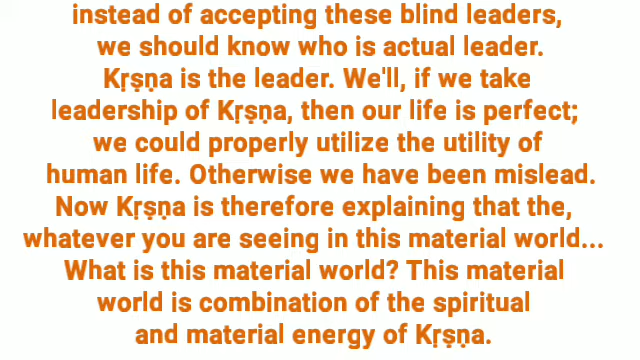 instead of accepting these blind leaders,
we should know who is actual leader.
Kṛṣṇa is the leader. We'll, if we take
leadership of Kṛṣṇa, then our life is perfect;
we could properly utilize the utility of
human life. Otherwise we have been mislead.
Now Kṛṣṇa is therefore explaining that the,
whatever you are seeing in this material world...
What is this material world? This material
world is combination of the spiritual
and material energy of Kṛṣṇa.